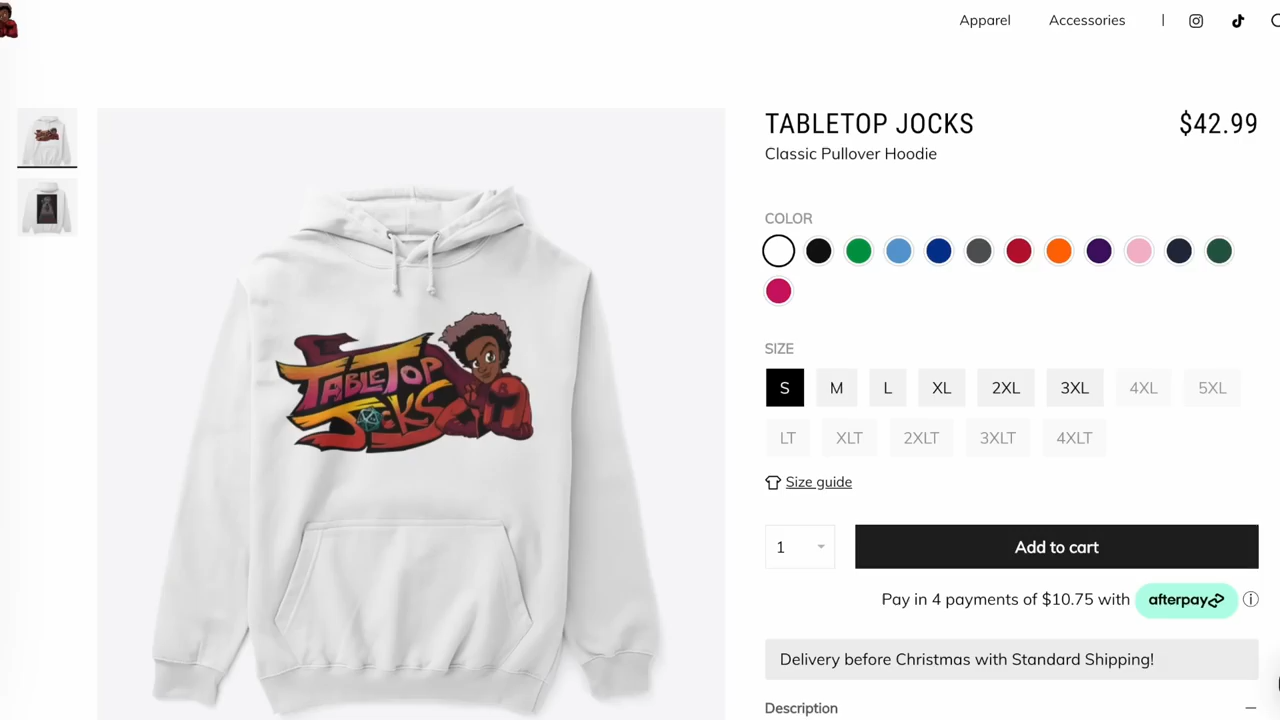 Apparel
Accessories
|
TABLETOP JOCKS
$42.99
Classic Pullover Hoodie
COLOR
TABLETOP
JOCKS
SIZE
S
M
L
XL
2XL
3XL
4XL
5XL
LT
XLT
2XLT
3XLT
4XLT
Size guide
1
Add to cart
Pay in 4 payments of $10.75 with afterpay
Delivery before Christmas with Standard Shipping!
Description